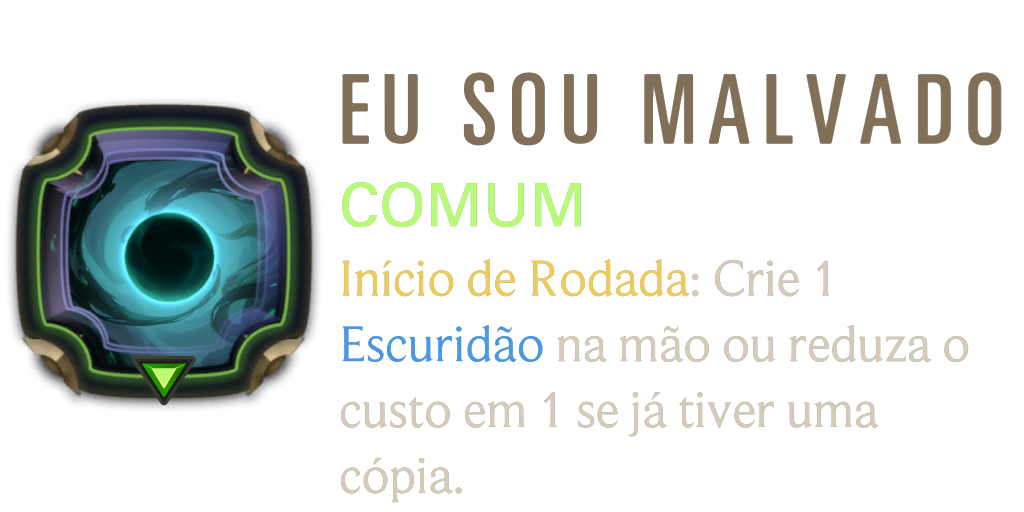 EU SOU MALVADO
COMUM
Início de Rodada: Crie 1
Escuridão na mão ou reduza o
custo em 1 se já tiver uma
cópia.